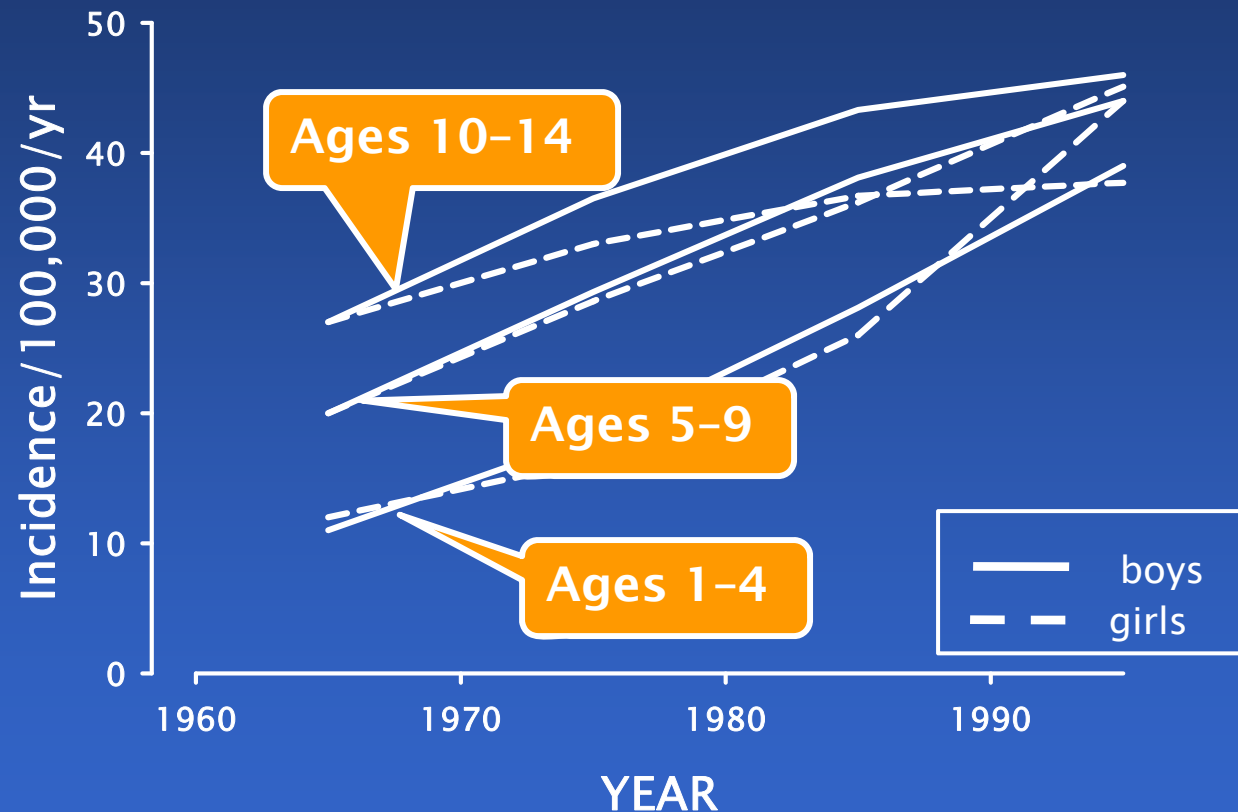 50
40
30
20
10
0
Incidence/100,000/yr
Ages 10–14
Ages 5–9
Ages 1–4
boys
girls
1960 1970 1980 1990
YEAR